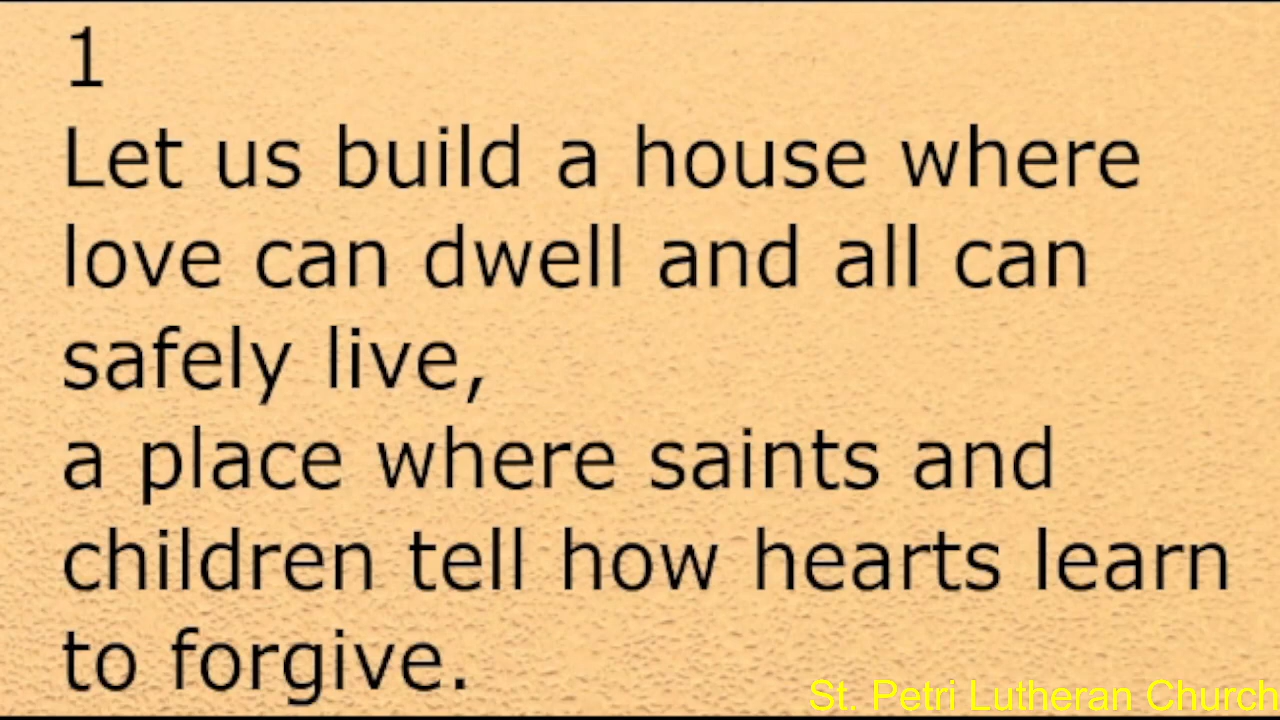 1
Let us build a house where
love can dwell and all can
safely live,
a place where saints and
children tell how hearts learn
to forgive.
St. Petri Lutheran Church